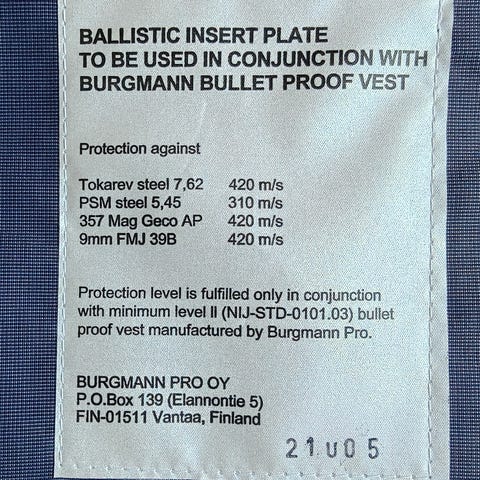 BALLISTIC INSERT PLATE
TO BE USED IN CONJUNCTION WITH
BURGMANN BULLET PROOF VEST
Protection against
Tokarev steel 7,62 420 m/s
PSM steel 5,45 310 m/s
357 Mag Geco AP 420 m/s
9mm FMJ 39B 420 m/s
Protection level is fulfilled only in conjunction
with minimum level II (NIJ-STD-0101.03) bullet
proof vest manufactured by Burgmann Pro.
BURGMANN PRO OY
P.O.Box 139 (Elannontie 5)
FIN-01511 Vantaa, Finland
21u05